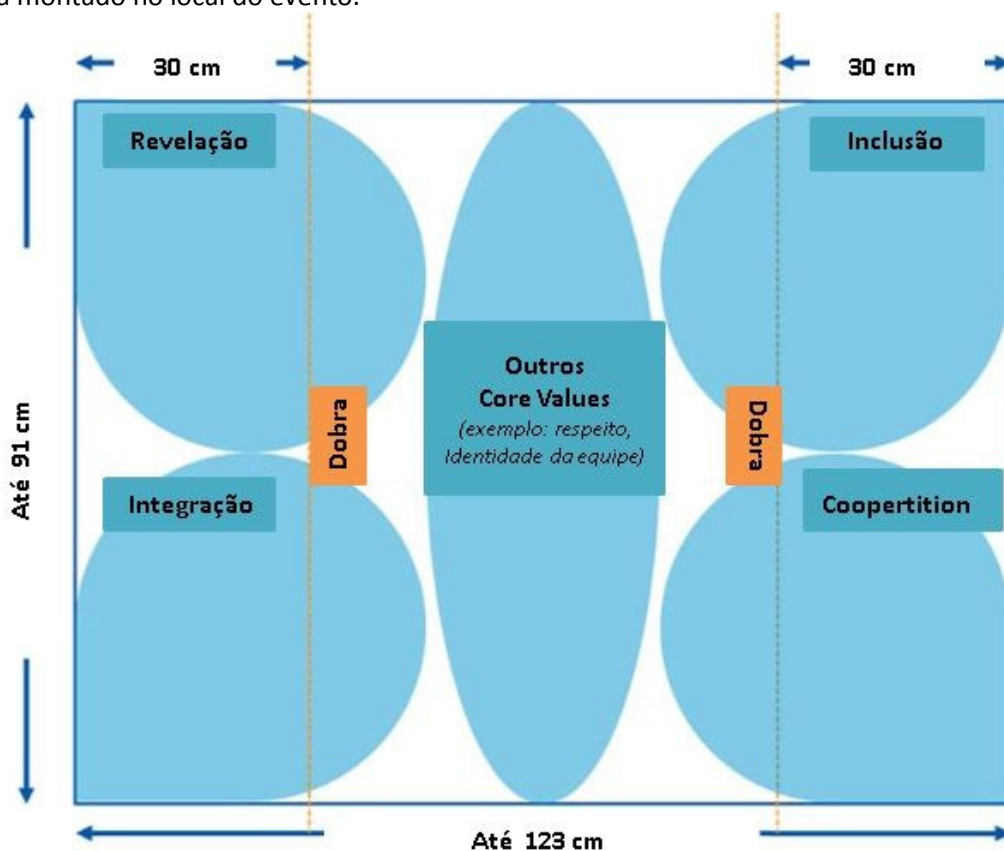 montado no local do evento.
30 cm
30 cm
Revelação
Inclusão
Outros
Core Values
(exemplo: respeito,
Identidade da equipe)
Dobra
Dobra
Até 91 cm
Integração
Coopertition
Até 123 cm